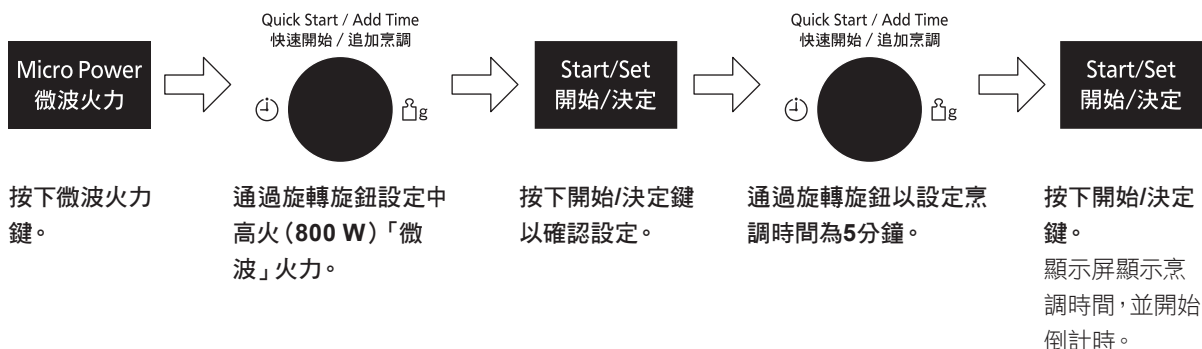 Quick Start / Add Time
快速開始 / 追加烹調
Quick Start / Add Time
快速開始 / 追加烹調
Micro Power
微波火力
g
Start/Set
開始/決定
g
Start/Set
開始/決定
按下微波火力
鍵。
通過旋轉旋鈕設定中
高火（800 W）「微
波」火力。
按下開始/決定鍵
以確認設定。
通過旋轉旋鈕以設定烹
調時間為5分鐘。
按下開始/決定
鍵。
顯示屏顯示烹
調時間，並開始
倒計時。